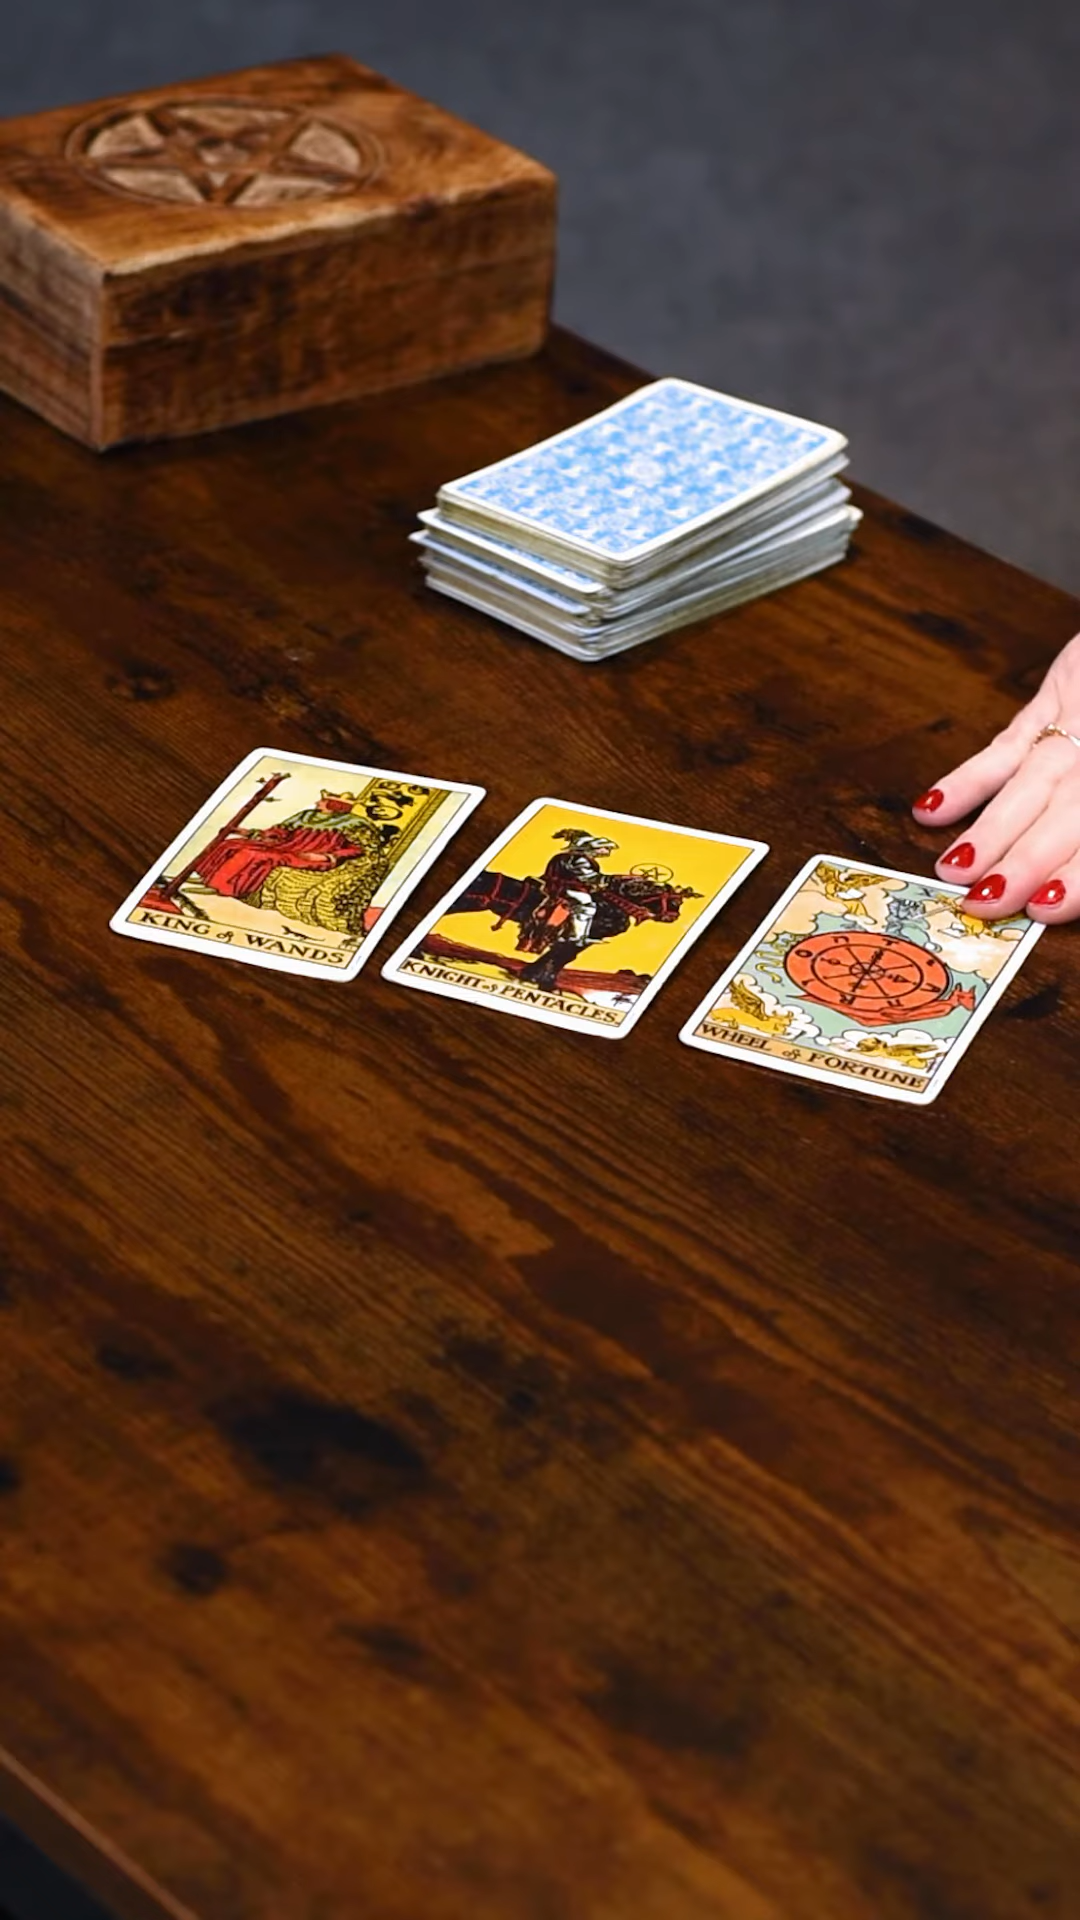 KING of WANDS
KNIGHT of PENTACLES.
X
WHEEL of FORTUNE